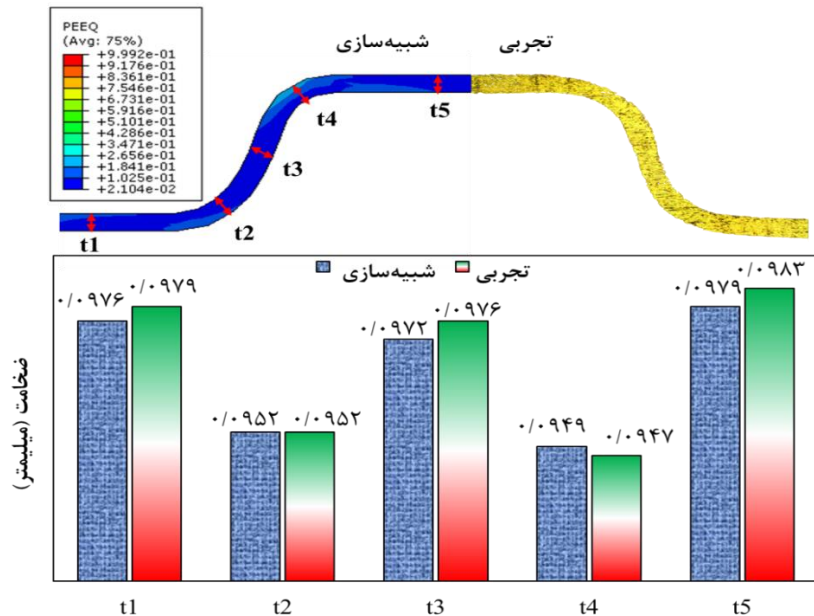 PEEQ
(Avg: 75%)
+9.992e-01
+9.176e-01
+8.361e-01
+7.546e-01
+6.731e-01
+5.916e-01
+5.101e-01
+4.286e-01
+3.471e-01
+2.656e-01
+1.841e-01
+1.025e-01
+2.104e-02
شبیه‌سازی تجربی
t1
t2
t3
t4
t5
شبیه‌سازی تجربی
۰/۰۹۷۶ ۰/۰۹۷۹
۰/۰۹۵۲ ۰/۰۹۵۲
۰/۰۹۷۲ ۰/۰۹۷۶
۰/۰۹۴۹ ۰/۰۹۴۷
۰/۰۹۷۹ ۰/۰۹۸۳
ضخامت (میلیمتر)
t1 t2 t3 t4 t5